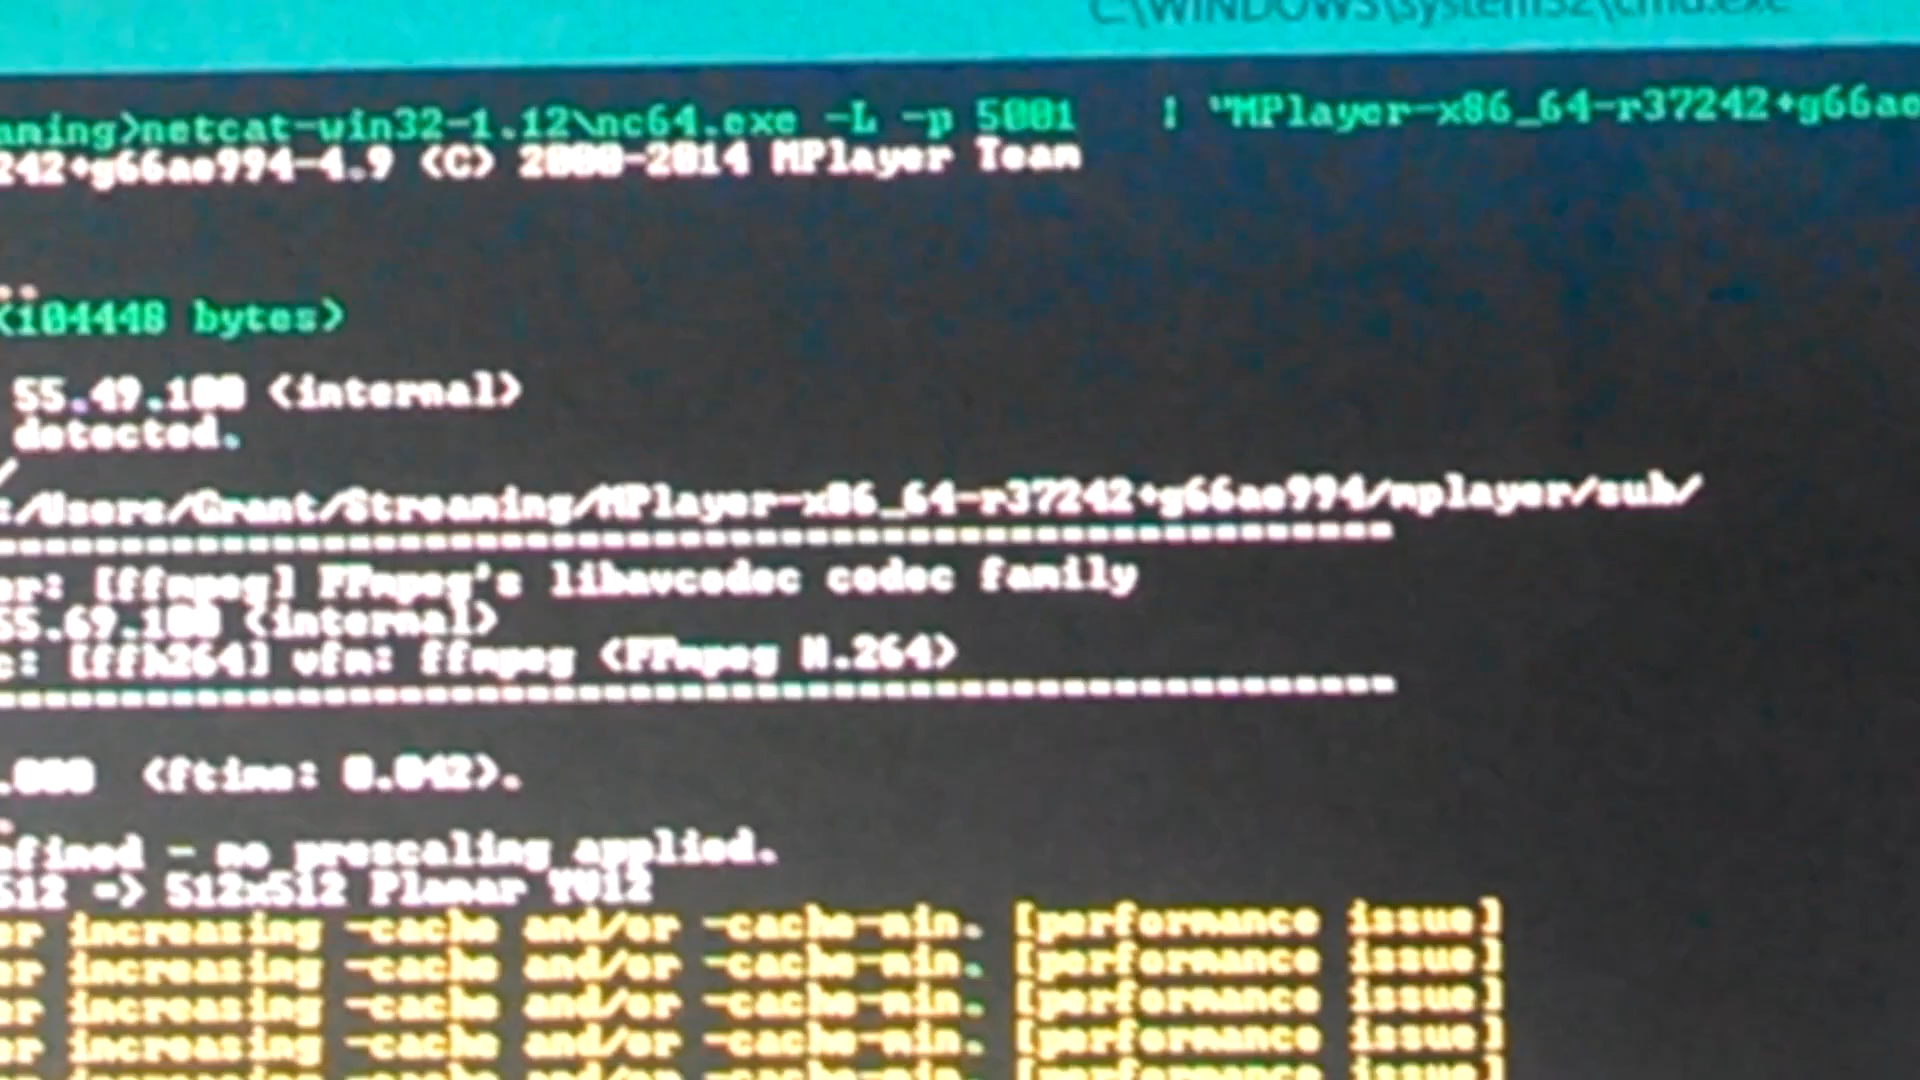 C:\WINDOWS\system32\cmd.exe
aming>netcat-win32-1.12\nc64.exe -L -p 5001 | "MPlayer-x86_64-r37242+g66ae
242+g66ae994-4.9 (C) 2000-2014 MPlayer Team
..
(104448 bytes)
55.49.100 (internal)
detected.
/
:/Users/Grant/Streaming/MPlayer-x86_64-r37242+g66ae994/mplayer/sub/
==========================================================
er: [ffmpeg] FFmpeg's libavcodec codec family
55.69.100 (internal)
c: [ffh264] vfm: ffmpeg (FFmpeg H.264)
==========================================================
.000 (ftime: 0.042).
efined - no prescaling applied.
512 => 512x512 Planar YV12
er increasing -cache and/or -cache-min. [performance issue]
er increasing -cache and/or -cache-min. [performance issue]
er increasing -cache and/or -cache-min. [performance issue]
er increasing -cache and/or -cache-min. [performance issue]